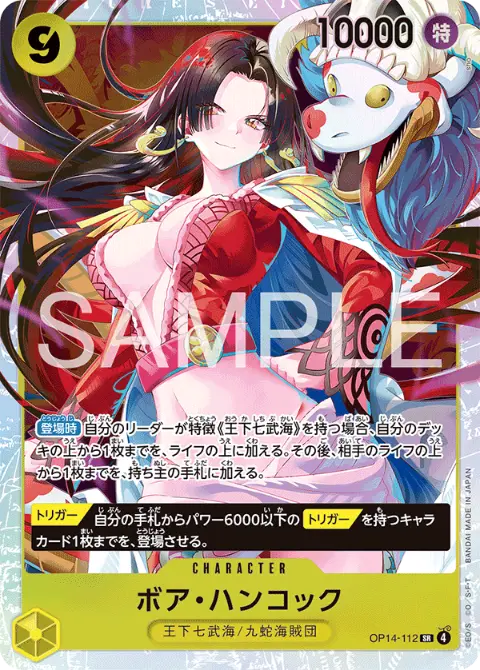 9
10000
特
SAMPLE
登場時 自分のリーダーが特徴《王下七武海》を持つ場合、自分のデッ
キの上から1枚までを、ライフの上に加える。その後、相手のライフの上
から1枚までを、持ち主の手札に加える。
トリガー 自分の手札からパワー6000以下の トリガー を持つキャラ
カード1枚までを、登場させる。
CHARACTER
ボア・ハンコック
王下七武海/九蛇海賊団
OP14-112 SR 4
©E/S ©O/S・F・T BANDAI MADE IN JAPAN